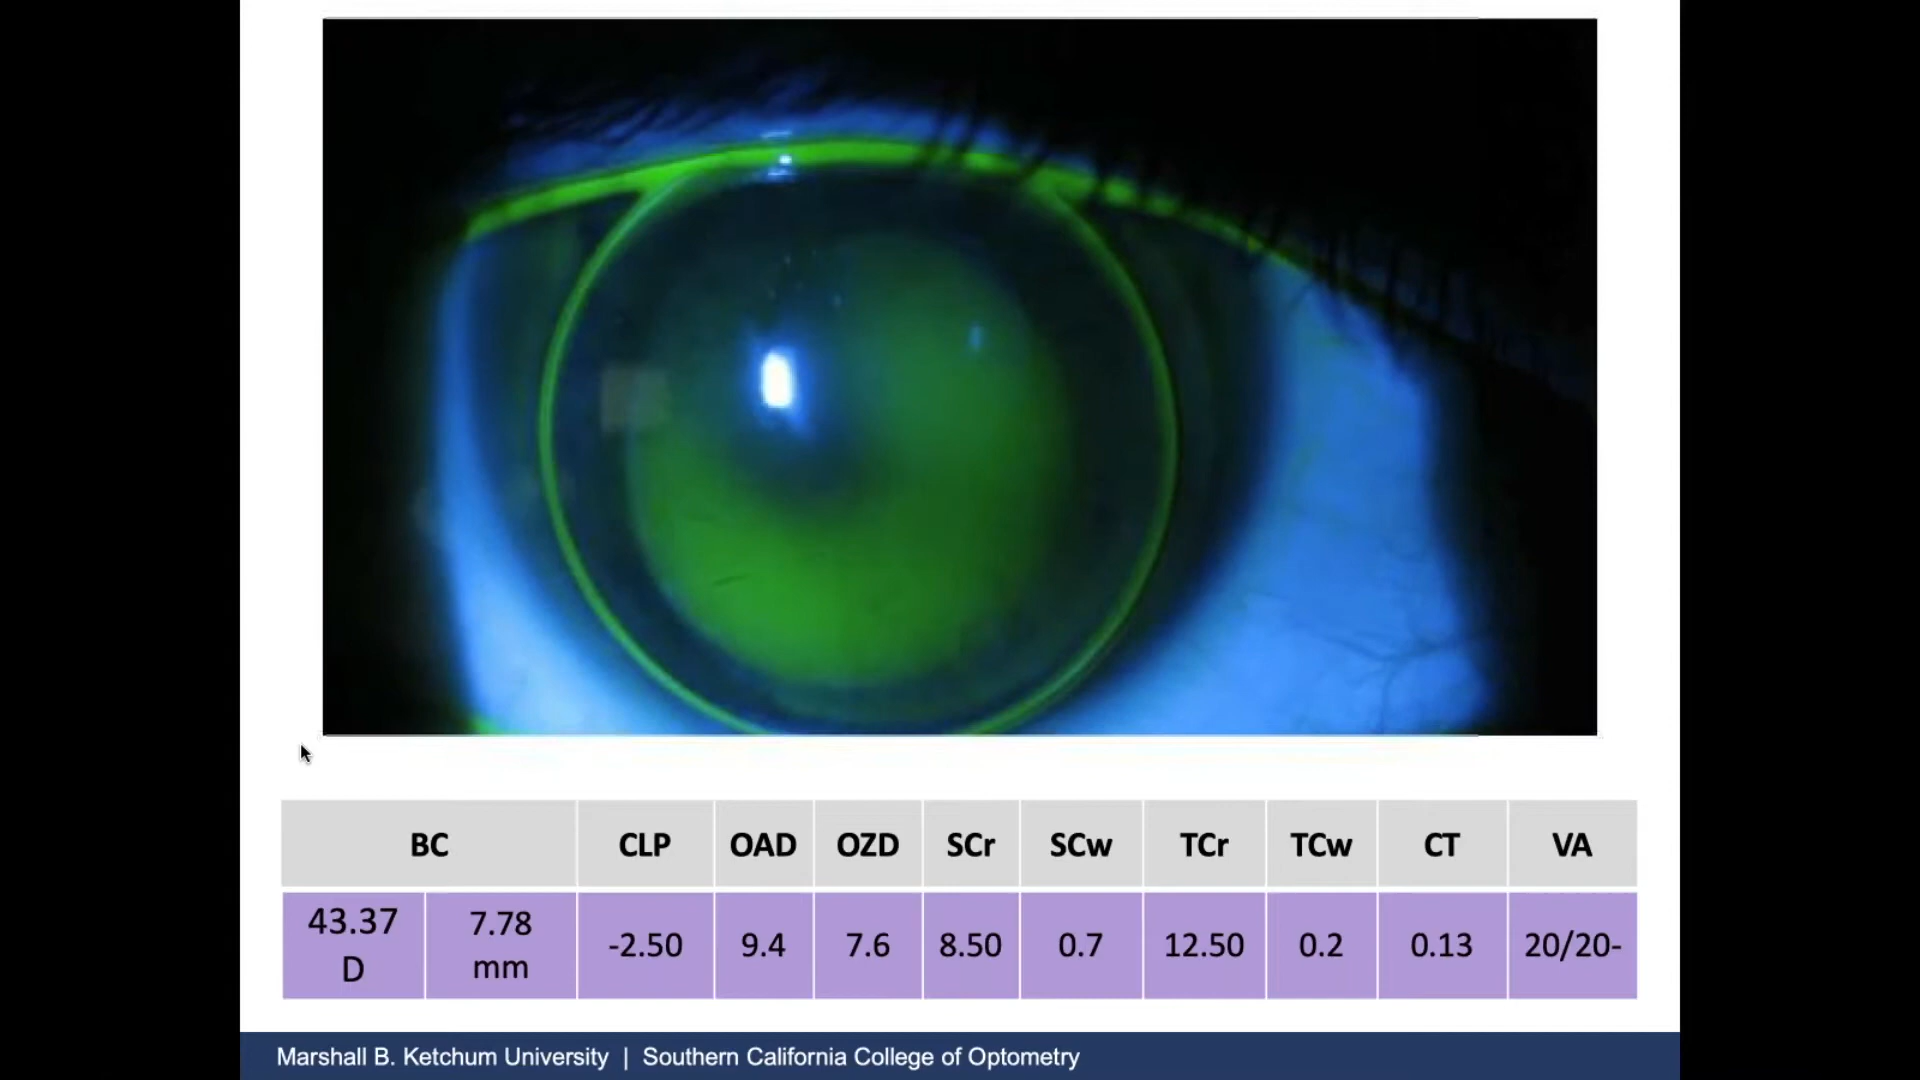 BC CLP OAD OZD SCr SCw TCr TCw CT VA
43.37 D 7.78 mm -2.50 9.4 7.6 8.50 0.7 12.50 0.2 0.13 20/20-
Marshall B. Ketchum University | Southern California College of Optometry